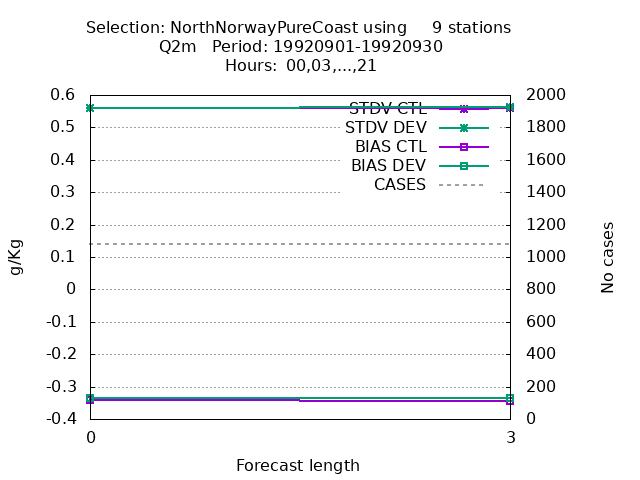 Selection: NorthNorwayPureCoast using     9 stations
Q2m   Period: 19920901-19920930
Hours:  00,03,...,21
0.6
0.5
0.4
0.3
0.2
0.1
0
-0.1
-0.2
-0.3
-0.4
g/Kg
STDV CTL
STDV DEV
BIAS CTL
BIAS DEV
CASES
2000
1800
1600
1400
1200
1000
800
600
400
200
0
No cases
0
3
Forecast length